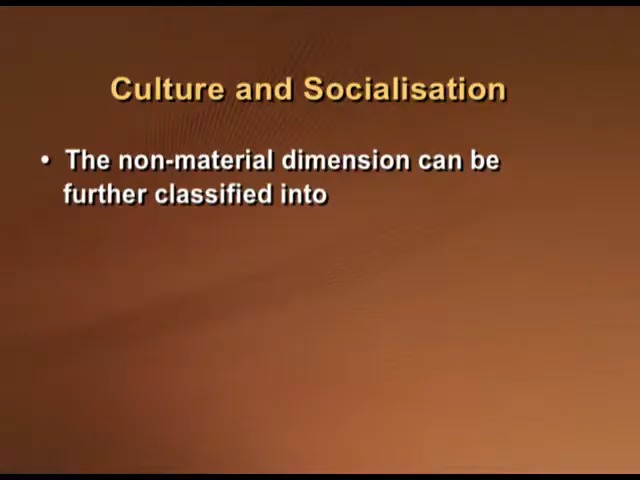 Culture and Socialisation
• The non-material dimension can be
further classified into